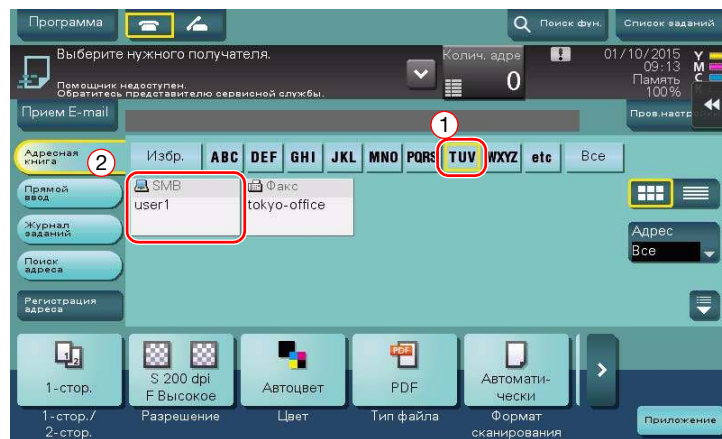 Программа
Поиск фун.
Список заданий
Выберите нужного получателя.
Помощник недоступен.
Обратитесь представителю сервисной службы.
Колич. адре
0
01/10/2015
09:13
Память
100%
Y
M
C
K
Прием E-mail
Пров.настр
1
Адресная
книга
2
Избр.
ABC
DEF
GHI
JKL
MNO
PQRS
TUV
WXYZ
etc
Все
Прямой
ввод
SMB
user1
Факс
tokyo-office
Журнал
заданий
Адрес
Все
Поиск
адреса
Регистрация
адреса
1-стор.
S 200 dpi
F Высокое
Автоцвет
PDF
PDF
Автомати-
чески
1-стор./
2-стор.
Разрешение
Цвет
Тип файла
Формат
сканирования
Приложение